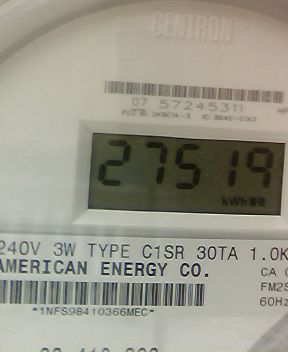 CENTRON
07 57245311
27519
kWh
240V 3W TYPE C1SR 30TA 1.0K
AMERICAN ENERGY CO.
CA
FM2S
60Hz
*1NFS98410366MEC*